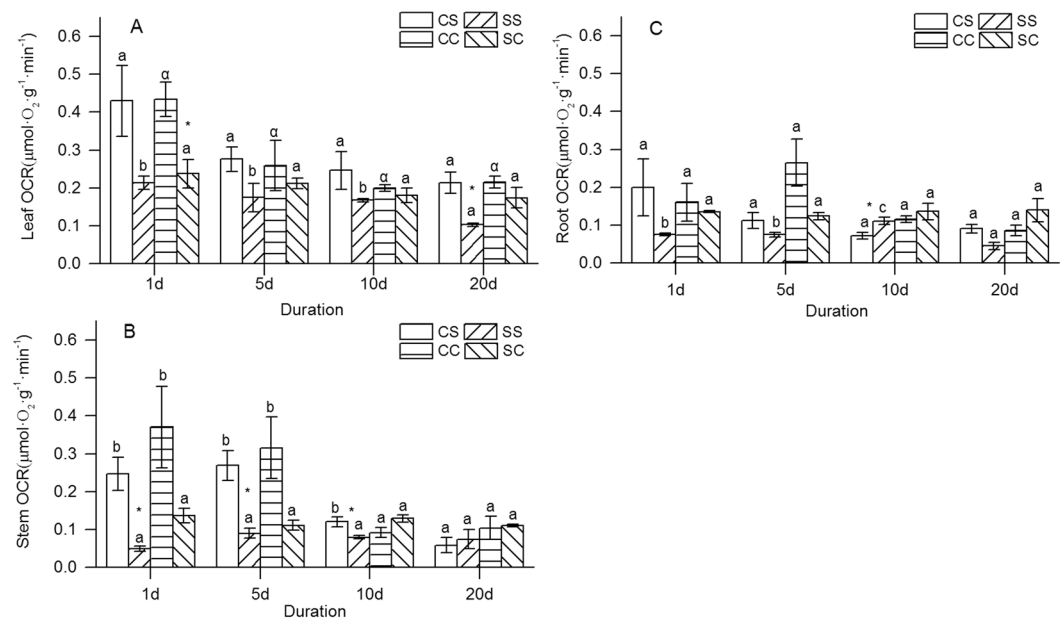 A
CS SS
CC SC
Leaf OCR(μmol·O₂·g⁻¹·min⁻¹)
0.6
0.5
0.4
0.3
0.2
0.1
0.0
a b α a *
a b α a
a b α a
a a * α a
1d 5d 10d 20d
Duration
C
CS SS
CC SC
Root OCR(μmol·O₂·g⁻¹·min⁻¹)
0.6
0.5
0.4
0.3
0.2
0.1
0.0
a b a a
a b a a
a * c a a
a a a a
1d 5d 10d 20d
Duration
B
CS SS
CC SC
Stem OCR(μmol·O₂·g⁻¹·min⁻¹)
0.6
0.5
0.4
0.3
0.2
0.1
0.0
b a * b a
b a * b a
b * a a a
a a a a
1d 5d 10d 20d
Duration